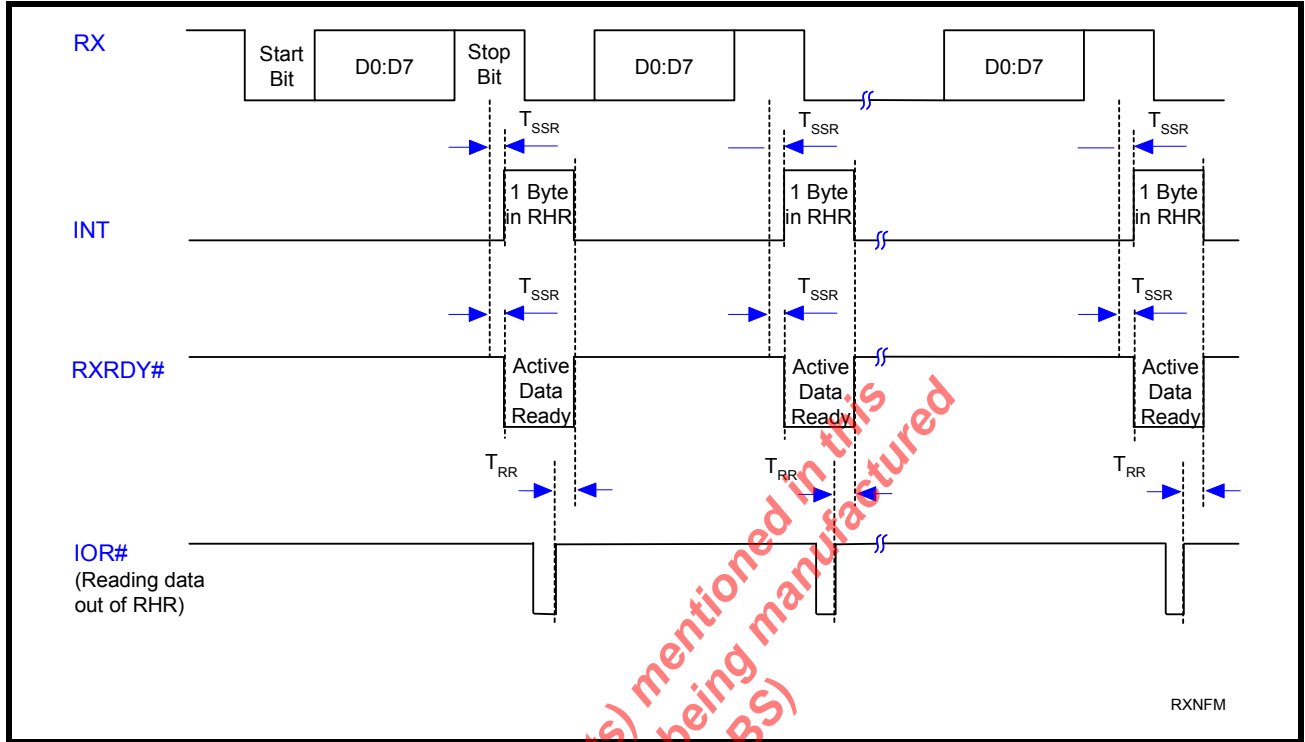 RX
Start
Bit
D0:D7
Stop
Bit
D0:D7
D0:D7
TSSR
TSSR
TSSR
INT
1 Byte
in RHR
1 Byte
in RHR
1 Byte
in RHR
TSSR
TSSR
TSSR
RXRDY#
Active
Data
Ready
Active
Data
Ready
Active
Data
Ready
TRR
TRR
TRR
IOR#
(Reading data
out of RHR)
mentioned in this
being manufactured
RXNFM